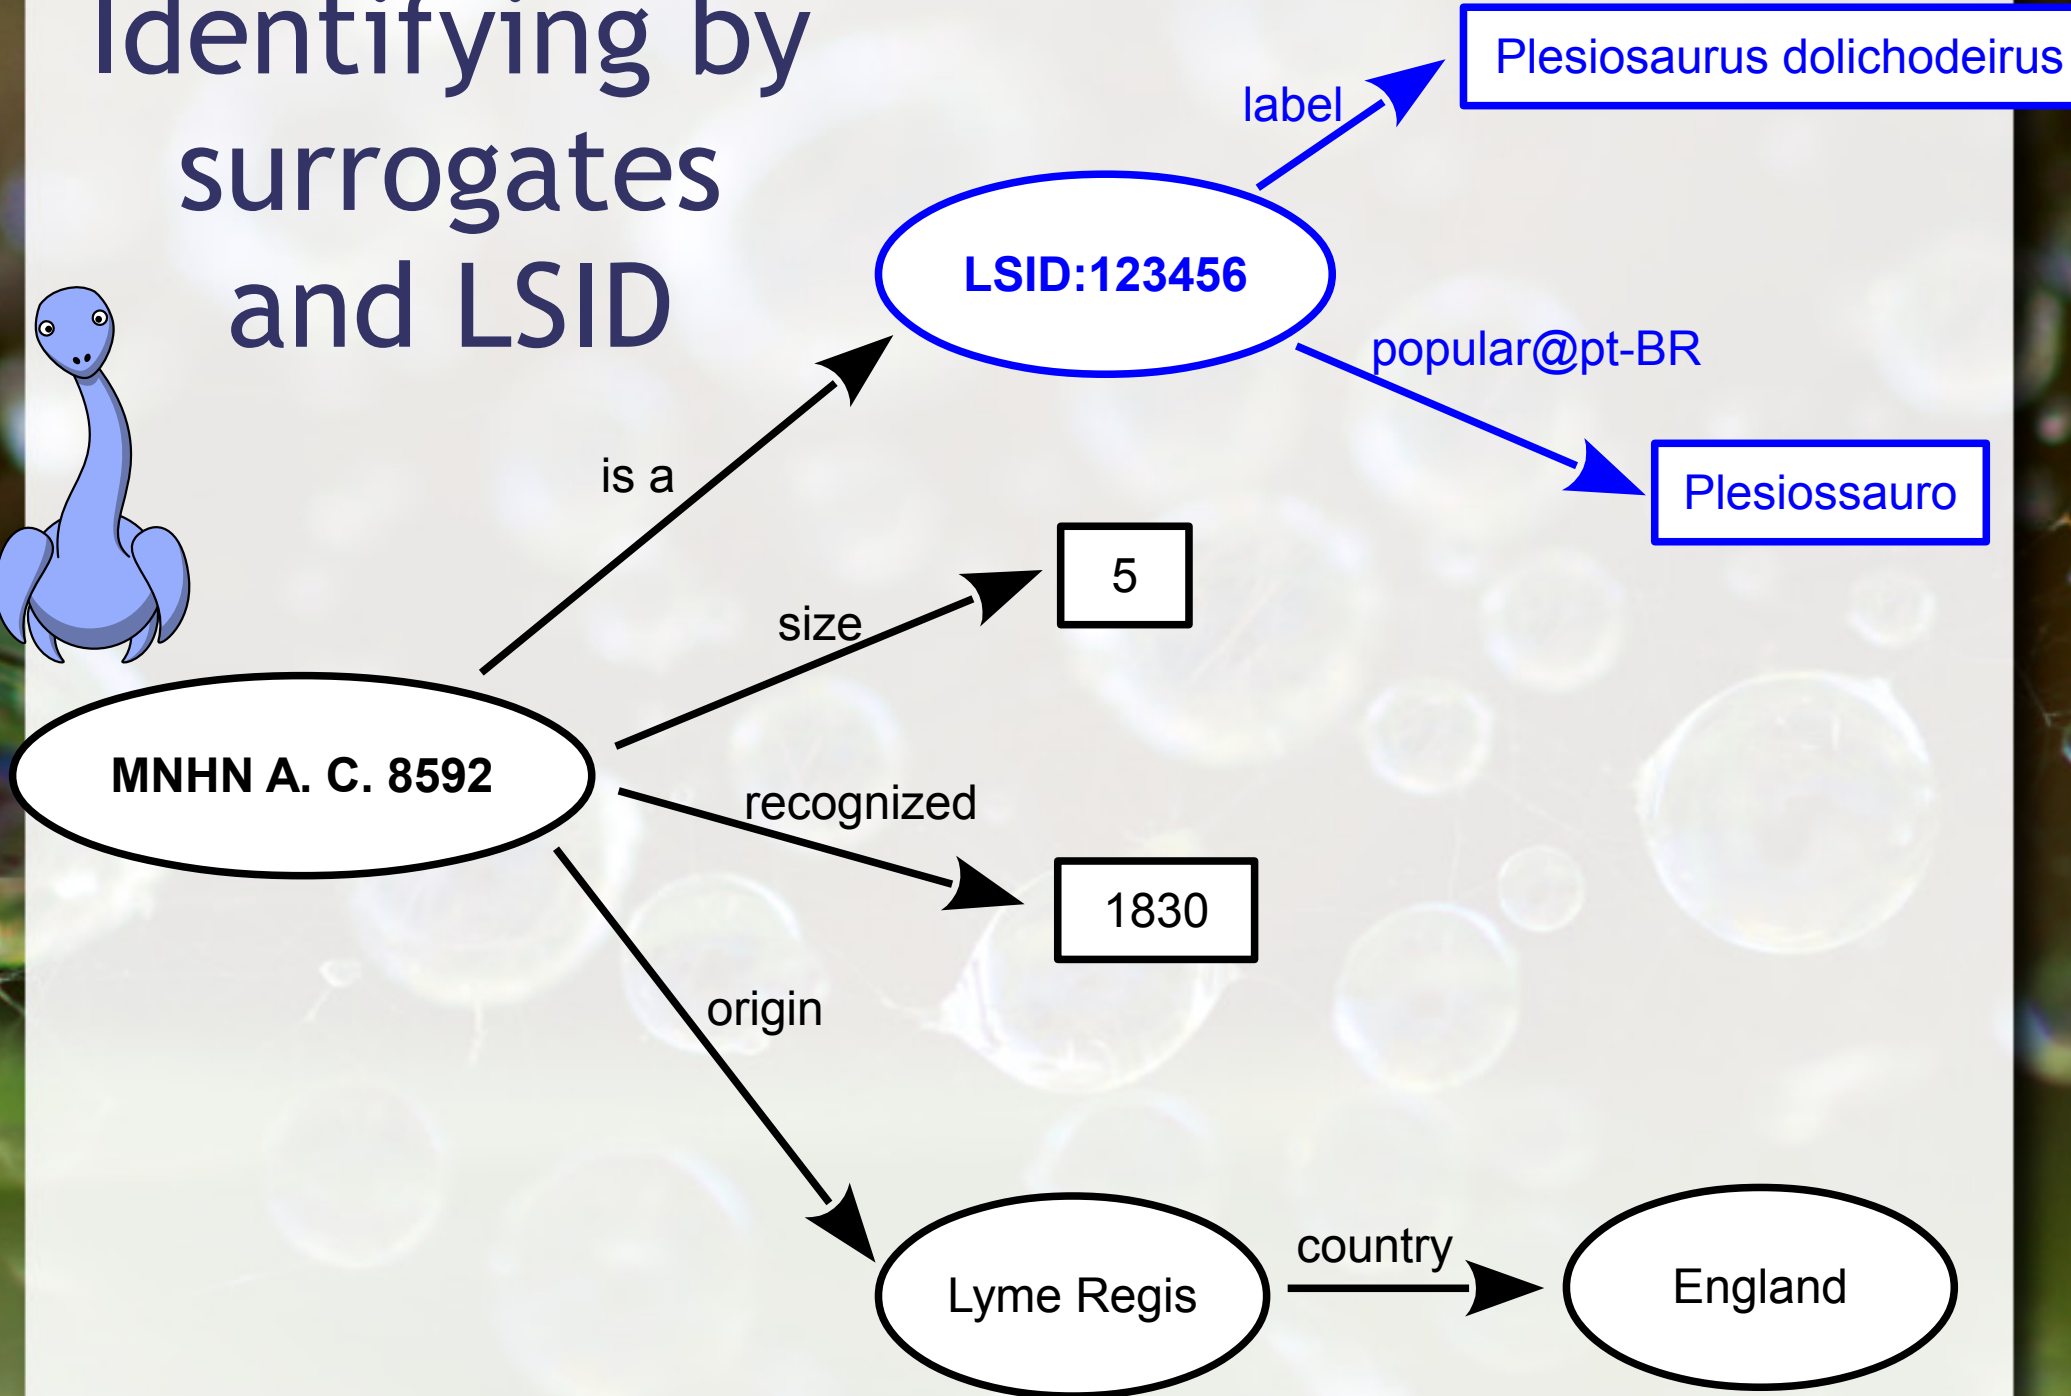 Identifying by
surrogates
and LSID
label
Plesiosaurus dolichodeirus
LSID:123456
popular@pt-BR
Plesiossauro
is a
5
size
MNHN A. C. 8592
recognized
1830
origin
Lyme Regis
country
England